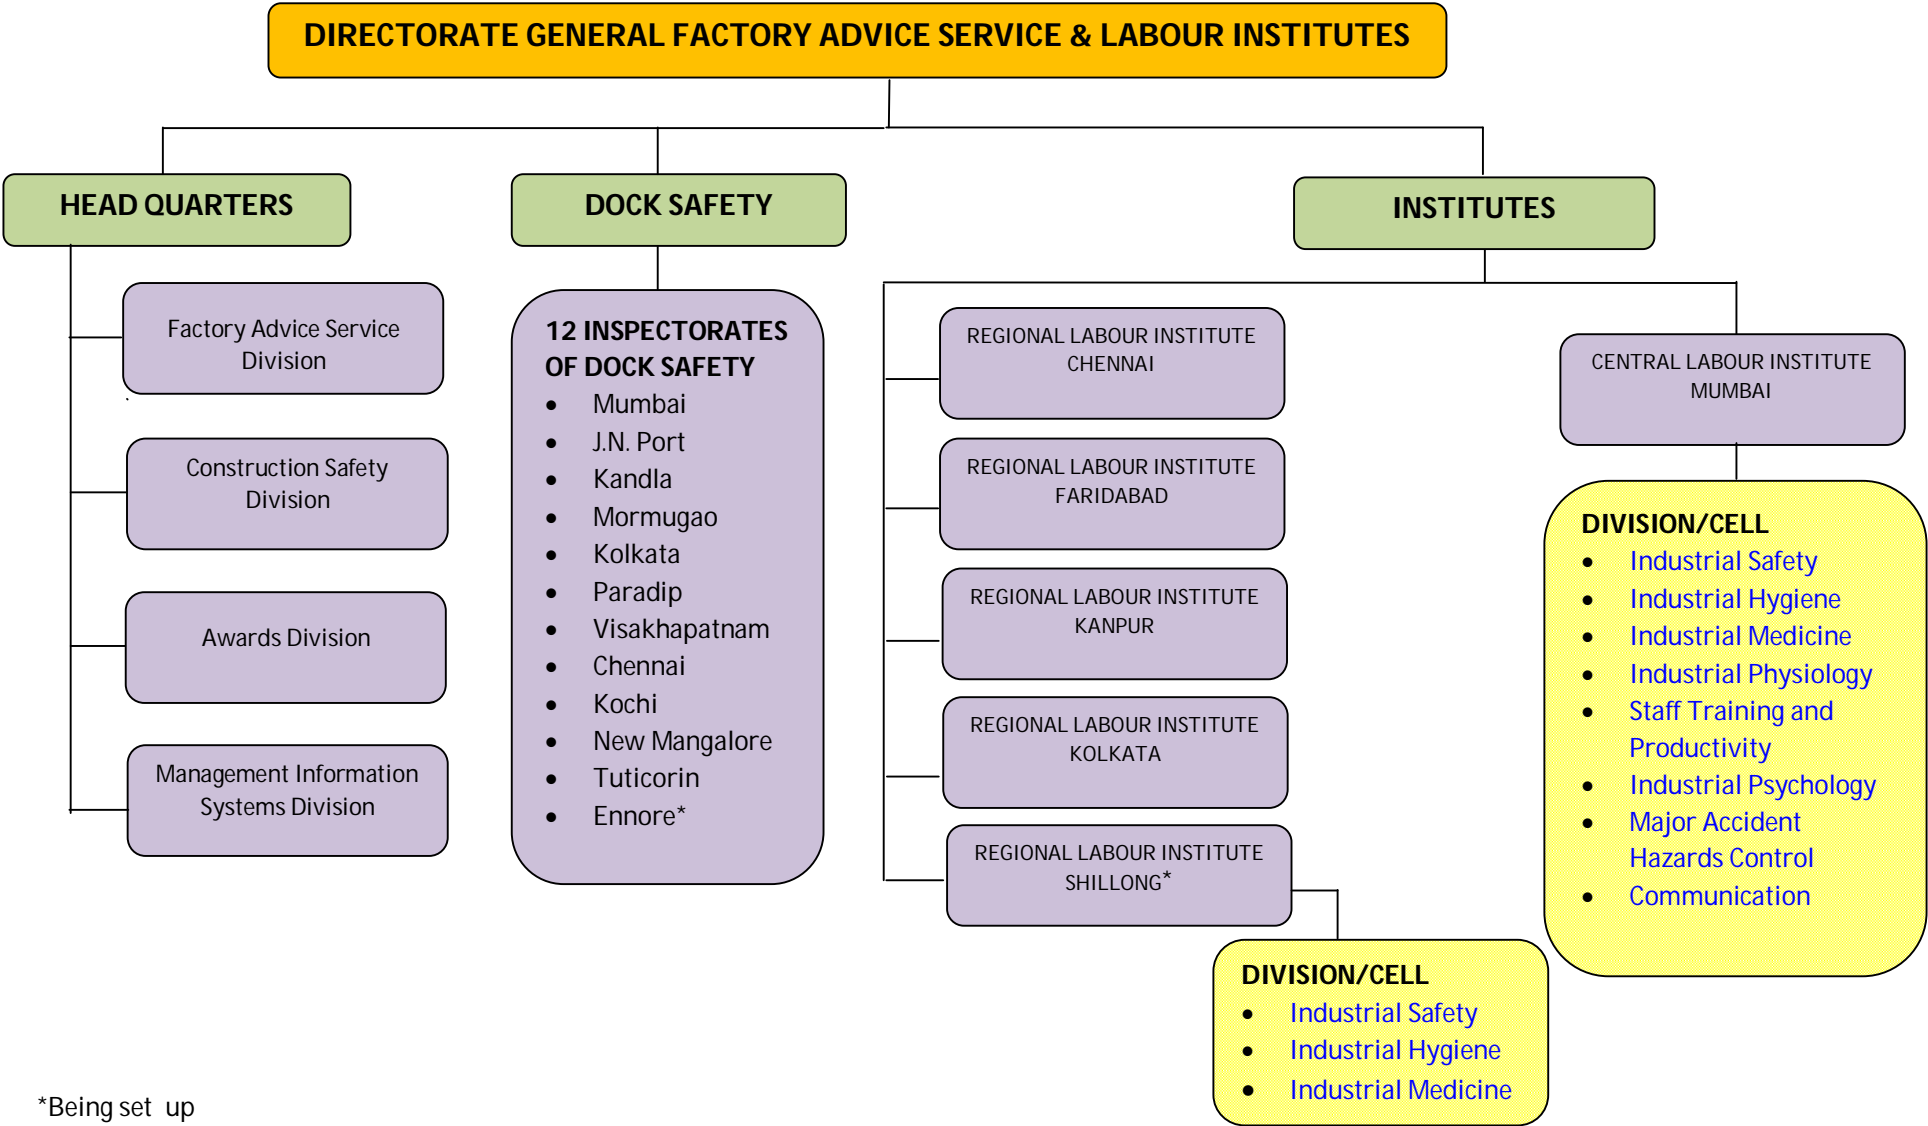 DIRECTORATE GENERAL FACTORY ADVICE SERVICE & LABOUR INSTITUTES
HEAD QUARTERS
Factory Advice Service
Division
Construction Safety
Division
Awards Division
Management Information
Systems Division
DOCK SAFETY
12 INSPECTORATES
OF DOCK SAFETY
• Mumbai
• J.N. Port
• Kandla
• Mormugao
• Kolkata
• Paradip
• Visakhapatnam
• Chennai
• Kochi
• New Mangalore
• Tuticorin
• Ennore*
INSTITUTES
REGIONAL LABOUR INSTITUTE
CHENNAI
REGIONAL LABOUR INSTITUTE
FARIDABAD
REGIONAL LABOUR INSTITUTE
KANPUR
REGIONAL LABOUR INSTITUTE
KOLKATA
REGIONAL LABOUR INSTITUTE
SHILLONG*
DIVISION/CELL
• Industrial Safety
• Industrial Hygiene
• Industrial Medicine
CENTRAL LABOUR INSTITUTE
MUMBAI
DIVISION/CELL
• Industrial Safety
• Industrial Hygiene
• Industrial Medicine
• Industrial Physiology
• Staff Training and
Productivity
• Industrial Psychology
• Major Accident
Hazards Control
• Communication
*Being set up